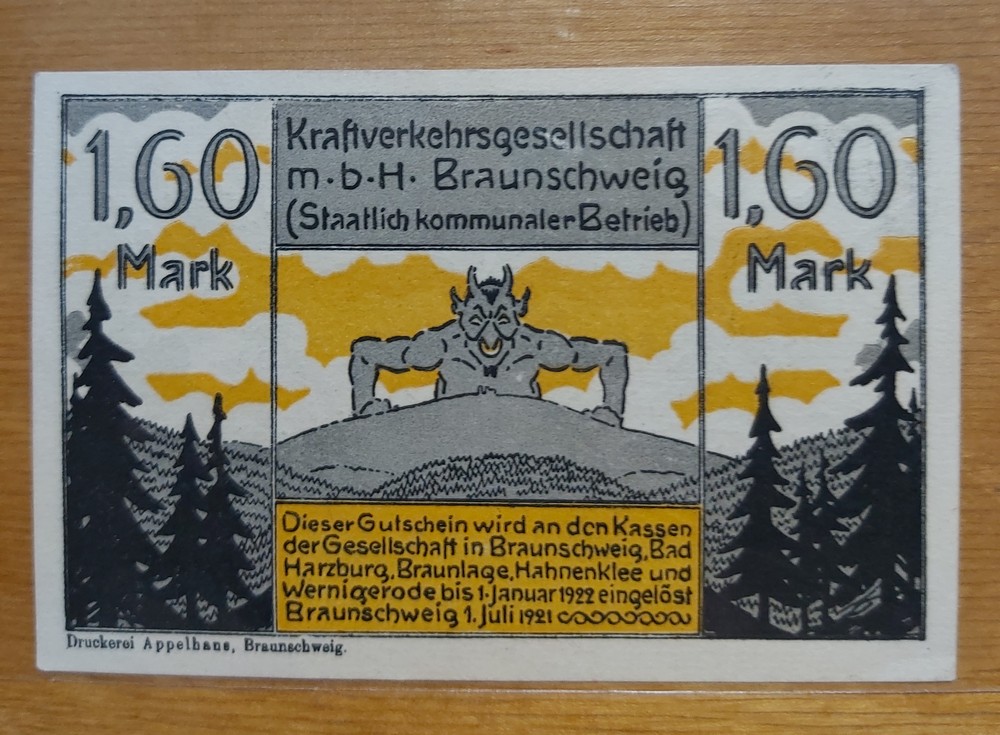 1,60
Mark
Kraftverkehrsgesellschaft
m·b·H· Braunschweig
(Staatlich kommunaler Betrieb)
1,60
Mark
Dieser Gutschein wird an den Kassen
der Gesellschaft in Braunschweig, Bad
Harzburg, Braunlage, Hahnenklee und
Wernigerode bis 1·Januar 1922 eingelöst
Braunschweig 1. Juli 1921
Druckerei Appelhans, Braunschweig.